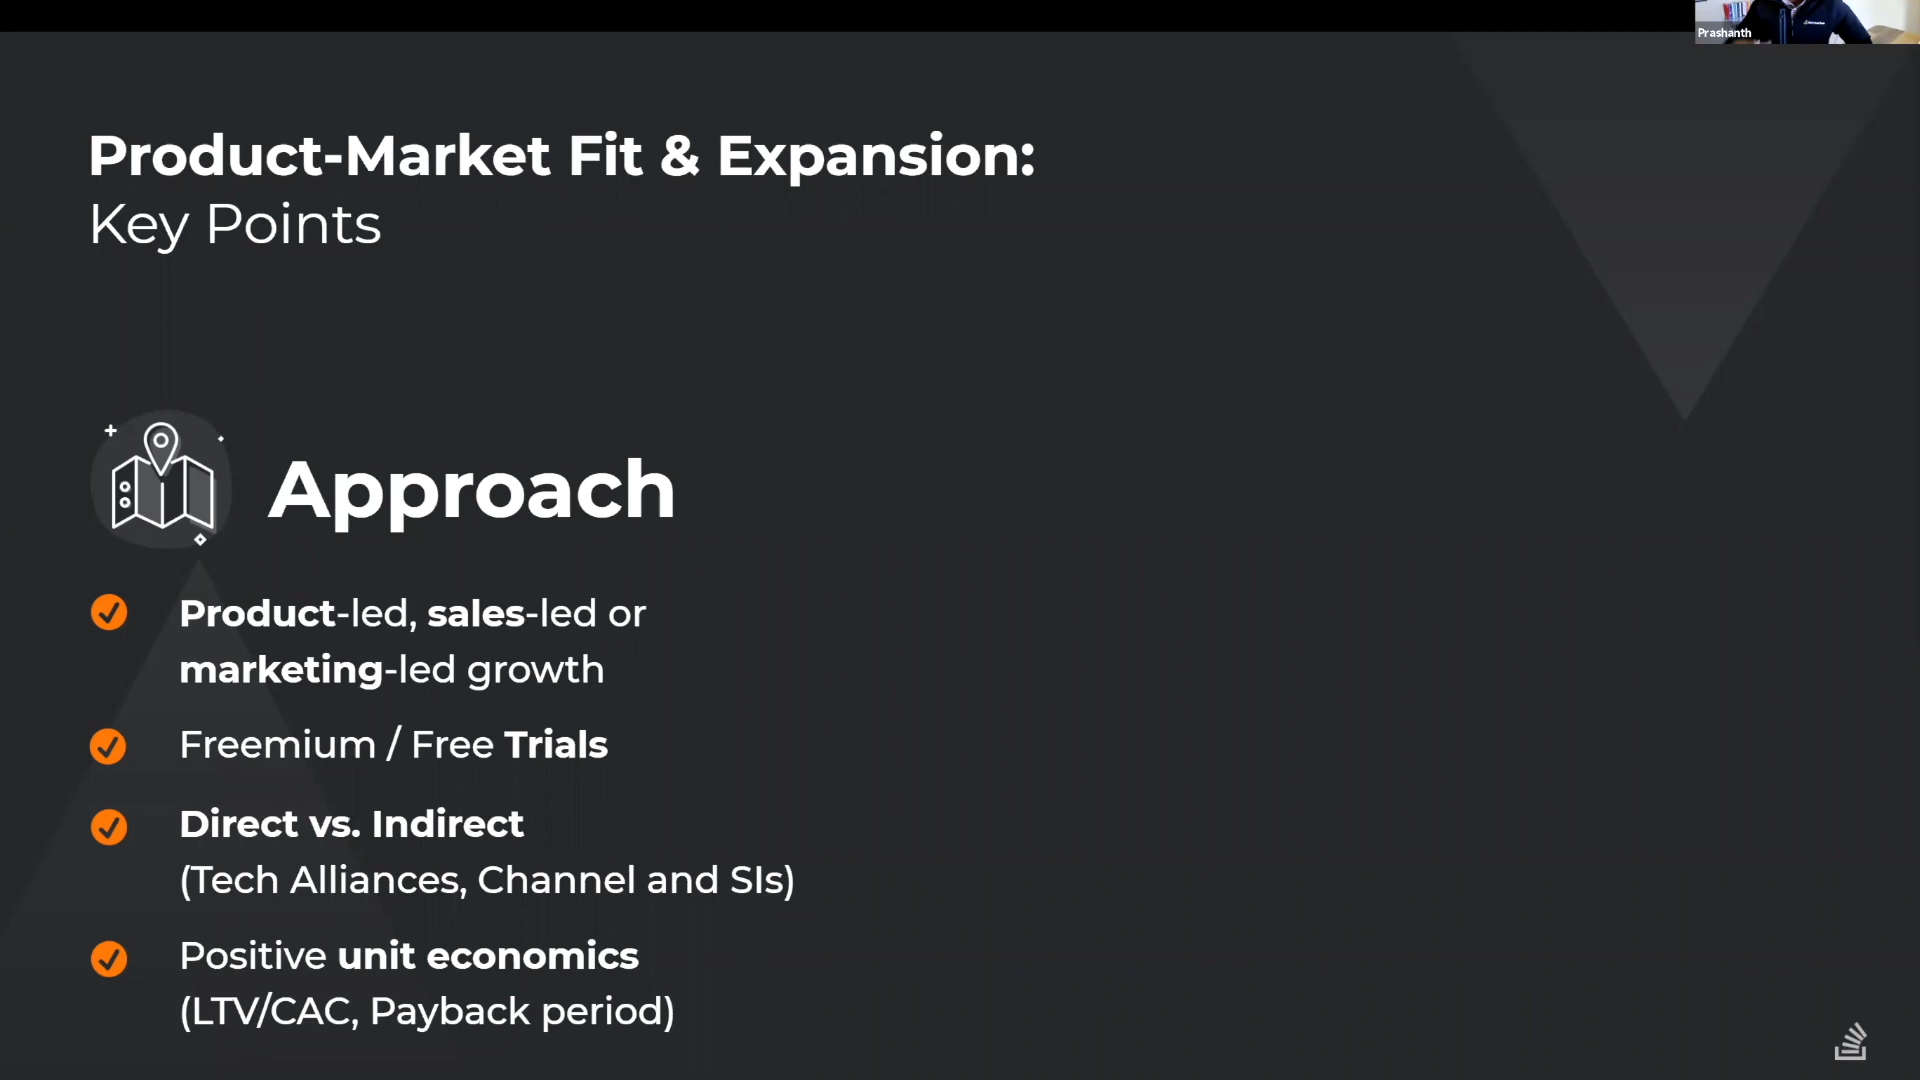 Prashanth
Product-Market Fit & Expansion:
Key Points
Approach
Product-led, sales-led or
marketing-led growth
Freemium / Free Trials
Direct vs. Indirect
(Tech Alliances, Channel and SIs)
Positive unit economics
(LTV/CAC, Payback period)